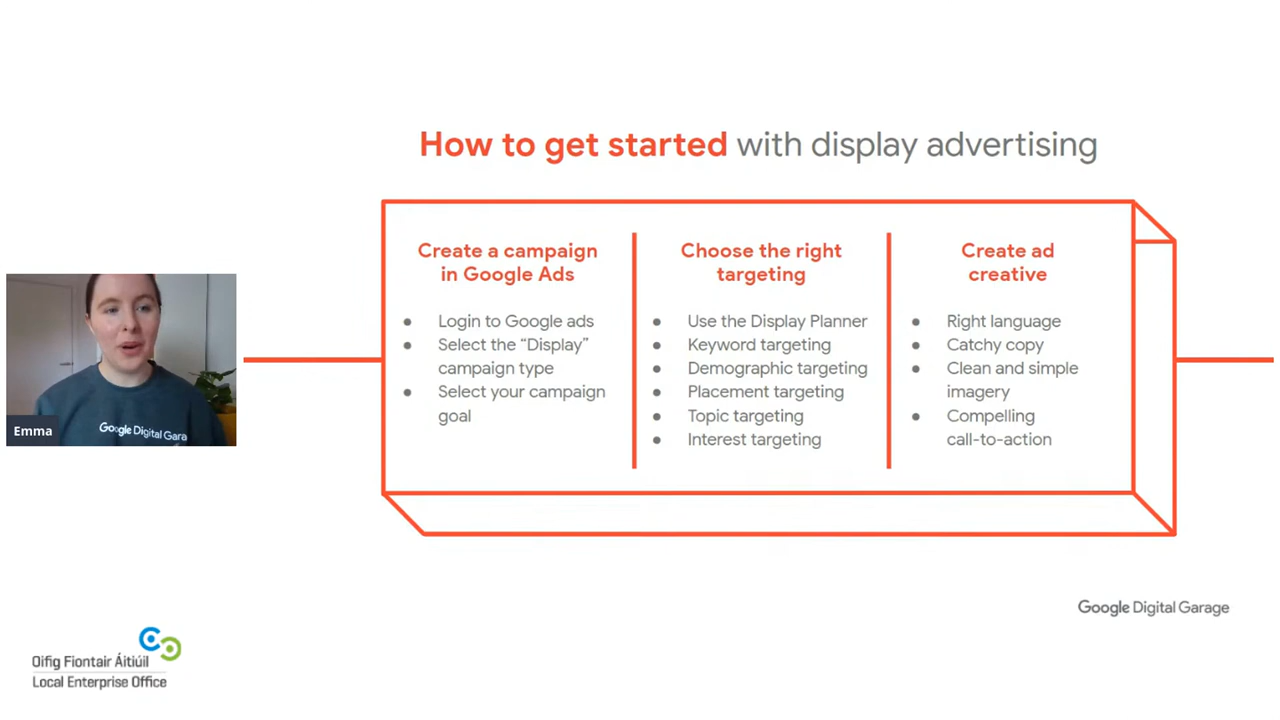 How to get started with display advertising
Create a campaign
in Google Ads
● Login to Google ads
● Select the “Display”
campaign type
● Select your campaign
goal
Choose the right
targeting
● Use the Display Planner
● Keyword targeting
● Demographic targeting
● Placement targeting
● Topic targeting
● Interest targeting
Create ad
creative
● Right language
● Catchy copy
● Clean and simple
imagery
● Compelling
call-to-action
Google Digital Gara
Emma
Google Digital Garage
Oifig Fiontair Áitiúil
Local Enterprise Office